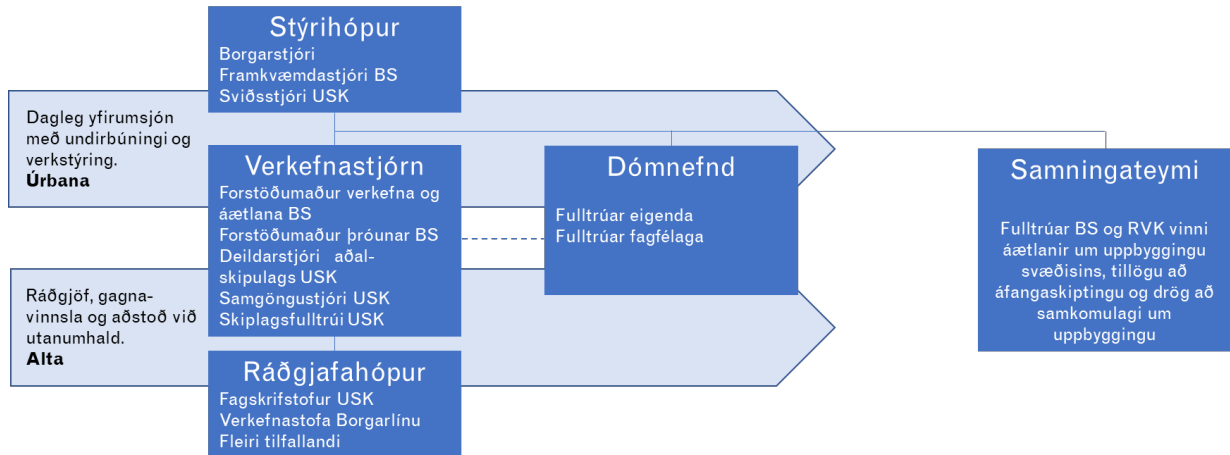 Stýrihópur
Borgarstjóri
Framkvæmdastjóri BS
Sviðsstjóri USK
Dagleg yfirumsjón
með undirbúningi og
verkstýring.
Úrbana
Verkefnastjórn
Forstöðumaður verkefna og
áætlana BS
Forstöðumaður þróunar BS
Deildarstjóri aðal-
skipulags USK
Samgöngustjóri USK
Skiplagsfulltrúi USK
Dómnefnd
Fulltrúar eigenda
Fulltrúar fagfélaga
Samningateymi
Fulltrúar BS og RVK vinni
áætlanir um uppbyggingu
svæðisins, tillögu að
áfangaskiptingu og drög að
samkomulagi um
uppbyggingu
Ráðgjöf, gagna-
vinnsla og aðstoð við
utanumhald.
Alta
Ráðgjafahópur
Fagskrifstofur USK
Verkefnastofa Borgarlínu
Fleiri tilfallandi